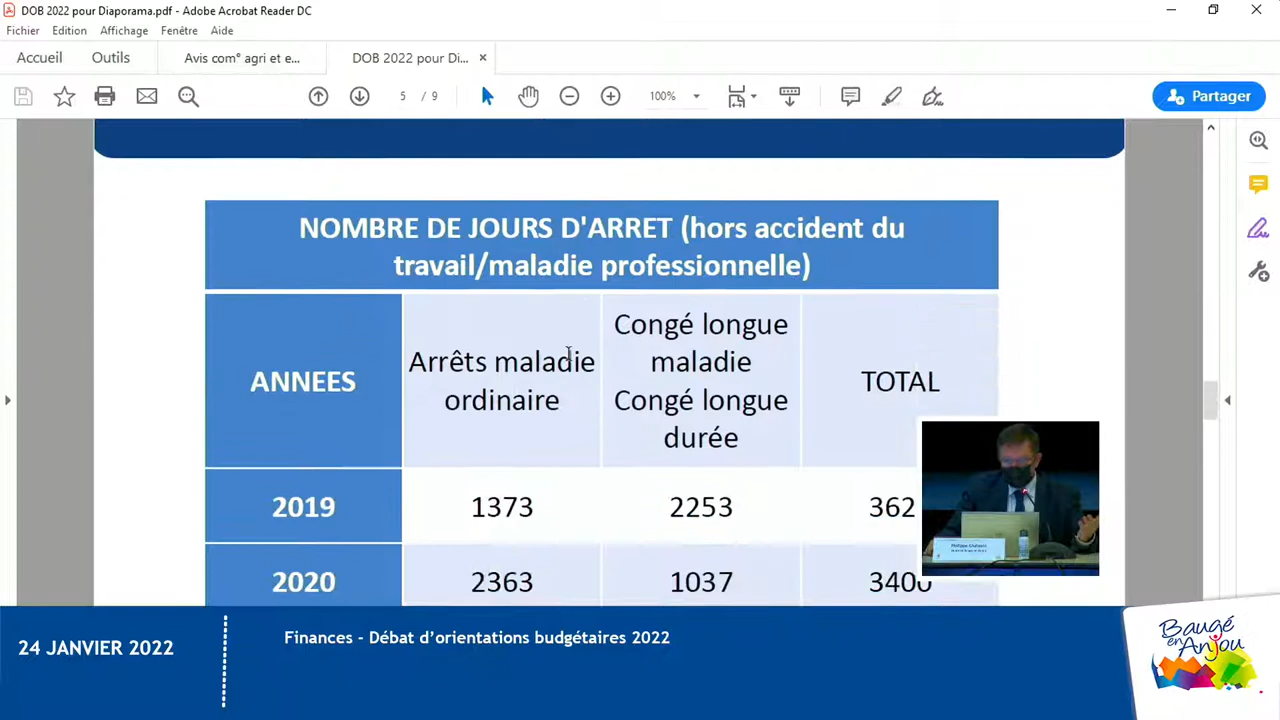 DOB 2022 pour Diaporama.pdf - Adobe Acrobat Reader DC
Fichier Edition Affichage Fenêtre Aide
Accueil Outils Avis com° agri et e... DOB 2022 pour Di... ×
5 / 9 100% Partager
NOMBRE DE JOURS D'ARRET (hors accident du
travail/maladie professionnelle)
ANNEES
Arrêts maladie
ordinaire
Congé longue
maladie
Congé longue
durée
TOTAL
2019 1373 2253 362
2020 2363 1037 3400
24 JANVIER 2022
Finances - Débat d’orientations budgétaires 2022
Baugé
en Anjou